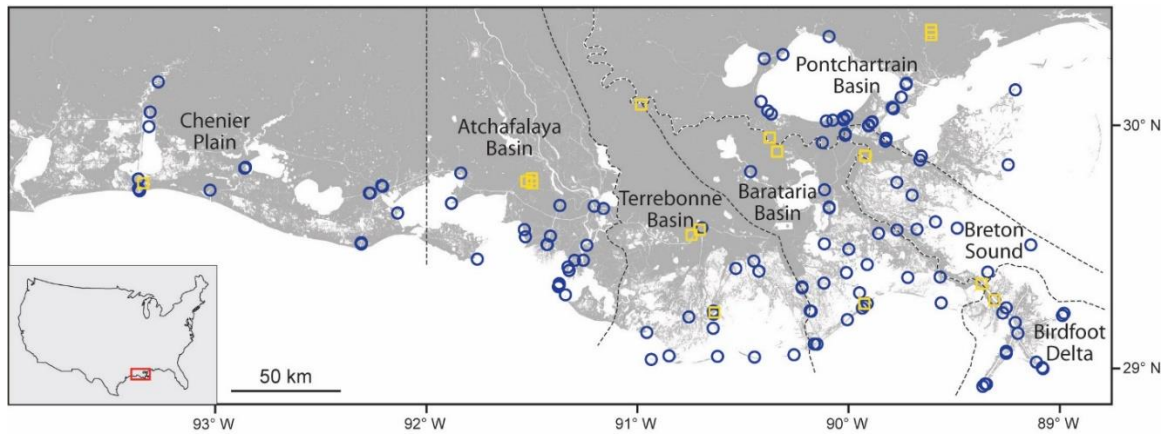 Pontchartrain
Basin
Chenier
Plain
Atchafalaya
Basin
30° N
Terrebonne
Basin
Barataria
Basin
Breton
Sound
Birdfoot
Delta
50 km
29° N
93° W
92° W
91° W
90° W
89° W